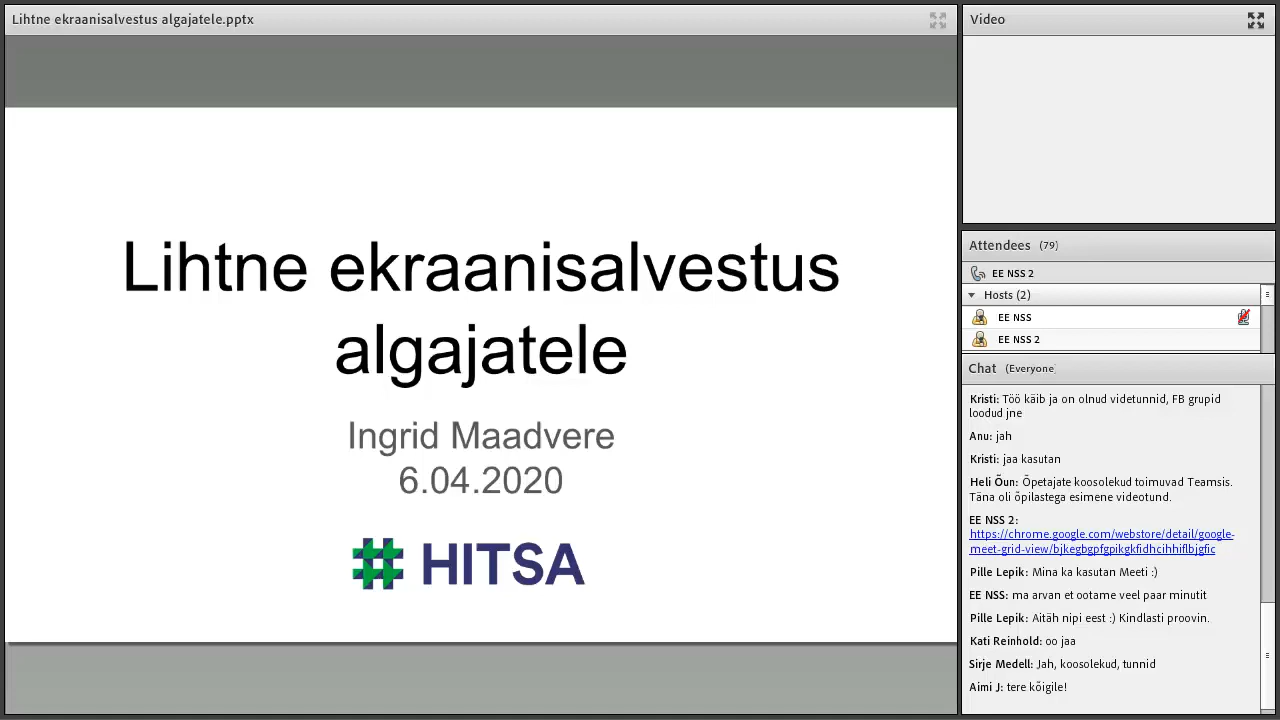 Lihtne ekraanisalvestus algajatele.pptx
Lihtne ekraanisalvestus
algajatele
Ingrid Maadvere
6.04.2020
HITSA
Video
Attendees (79)
EE NSS 2
Hosts (2)
EE NSS
EE NSS 2
Chat (Everyone)
Kristi: Töö käib ja on olnud videtunnid, FB grupid
loodud jne
Anu: jah
Kristi: jaa kasutan
Heli Õun: Õpetajate koosolekud toimuvad Teamsis.
Täna oli õpilastega esimene videotund.
EE NSS 2:
https://chrome.google.com/webstore/detail/google-
meet-grid-view/bjkegbgpfgpikgkfidhcihhiflbjgfic
Pille Lepik: Mina ka kasutan Meeti :)
EE NSS: ma arvan et ootame veel paar minutit
Pille Lepik: Aitäh nipi eest :) Kindlasti proovin.
Kati Reinhold: oo jaa
Sirje Medell: Jah, koosolekud, tunnid
Aimi J: tere kõigile!